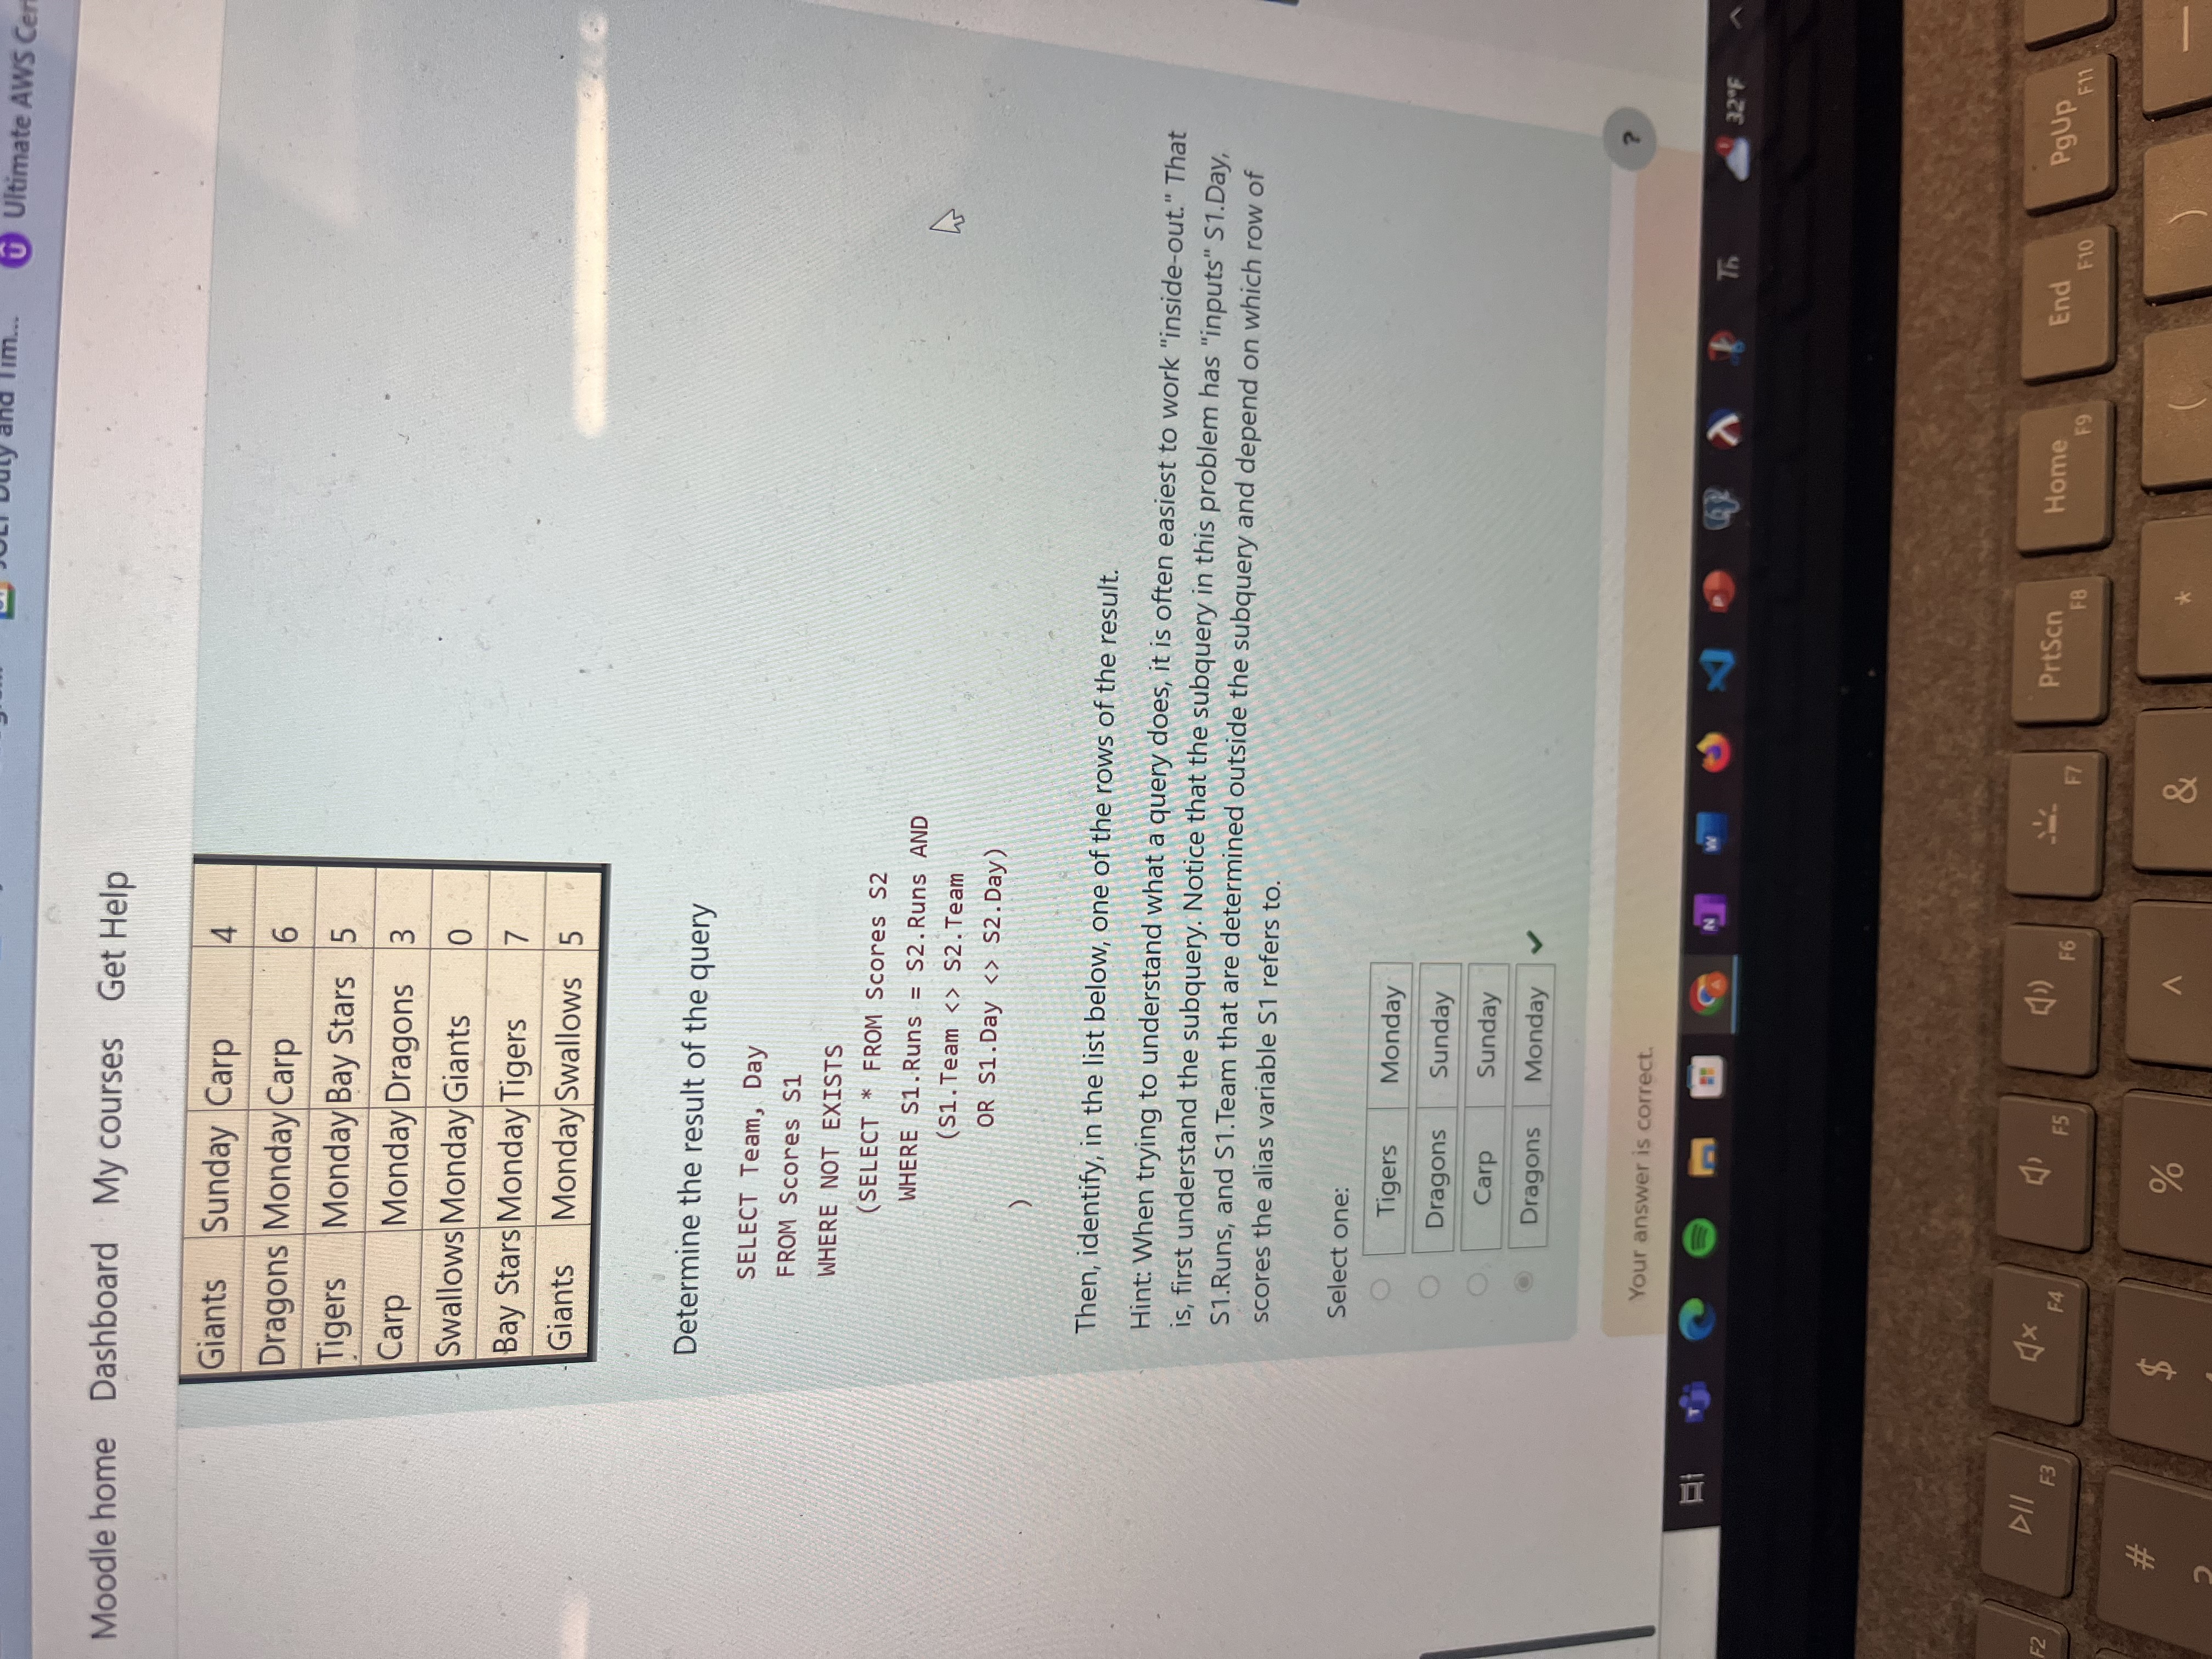 Duty and Tim...
Ultimate AWS Cer
Moodle home Dashboard My courses Get Help
Giants Sunday Carp 4
Dragons Monday Carp 6
Tigers Monday Bay Stars 5
Carp Monday Dragons 3
Swallows Monday Giants 0
Bay Stars Monday Tigers 7
Giants Monday Swallows 5
Determine the result of the query
SELECT Team, Day
FROM Scores S1
WHERE NOT EXISTS
(SELECT * FROM Scores S2
WHERE S1.Runs = S2.Runs AND
(S1.Team <> S2.Team
OR S1.Day <> S2.Day)
)
Then, identify, in the list below, one of the rows of the result.
Hint: When trying to understand what a query does, it is often easiest to work "inside-out." That
is, first understand the subquery. Notice that the subquery in this problem has "inputs" S1.Day,
S1.Runs, and S1.Team that are determined outside the subquery and depend on which row of
scores the alias variable S1 refers to.
Select one:
Tigers Monday
Dragons Sunday
Carp Sunday
Dragons Monday
Your answer is correct.
?
32°F
F2 F3 F4 F5 F6 F7 PrtScn F8 Home F9 End F10 PgUp F11
# $ % ^ & * ( ) —